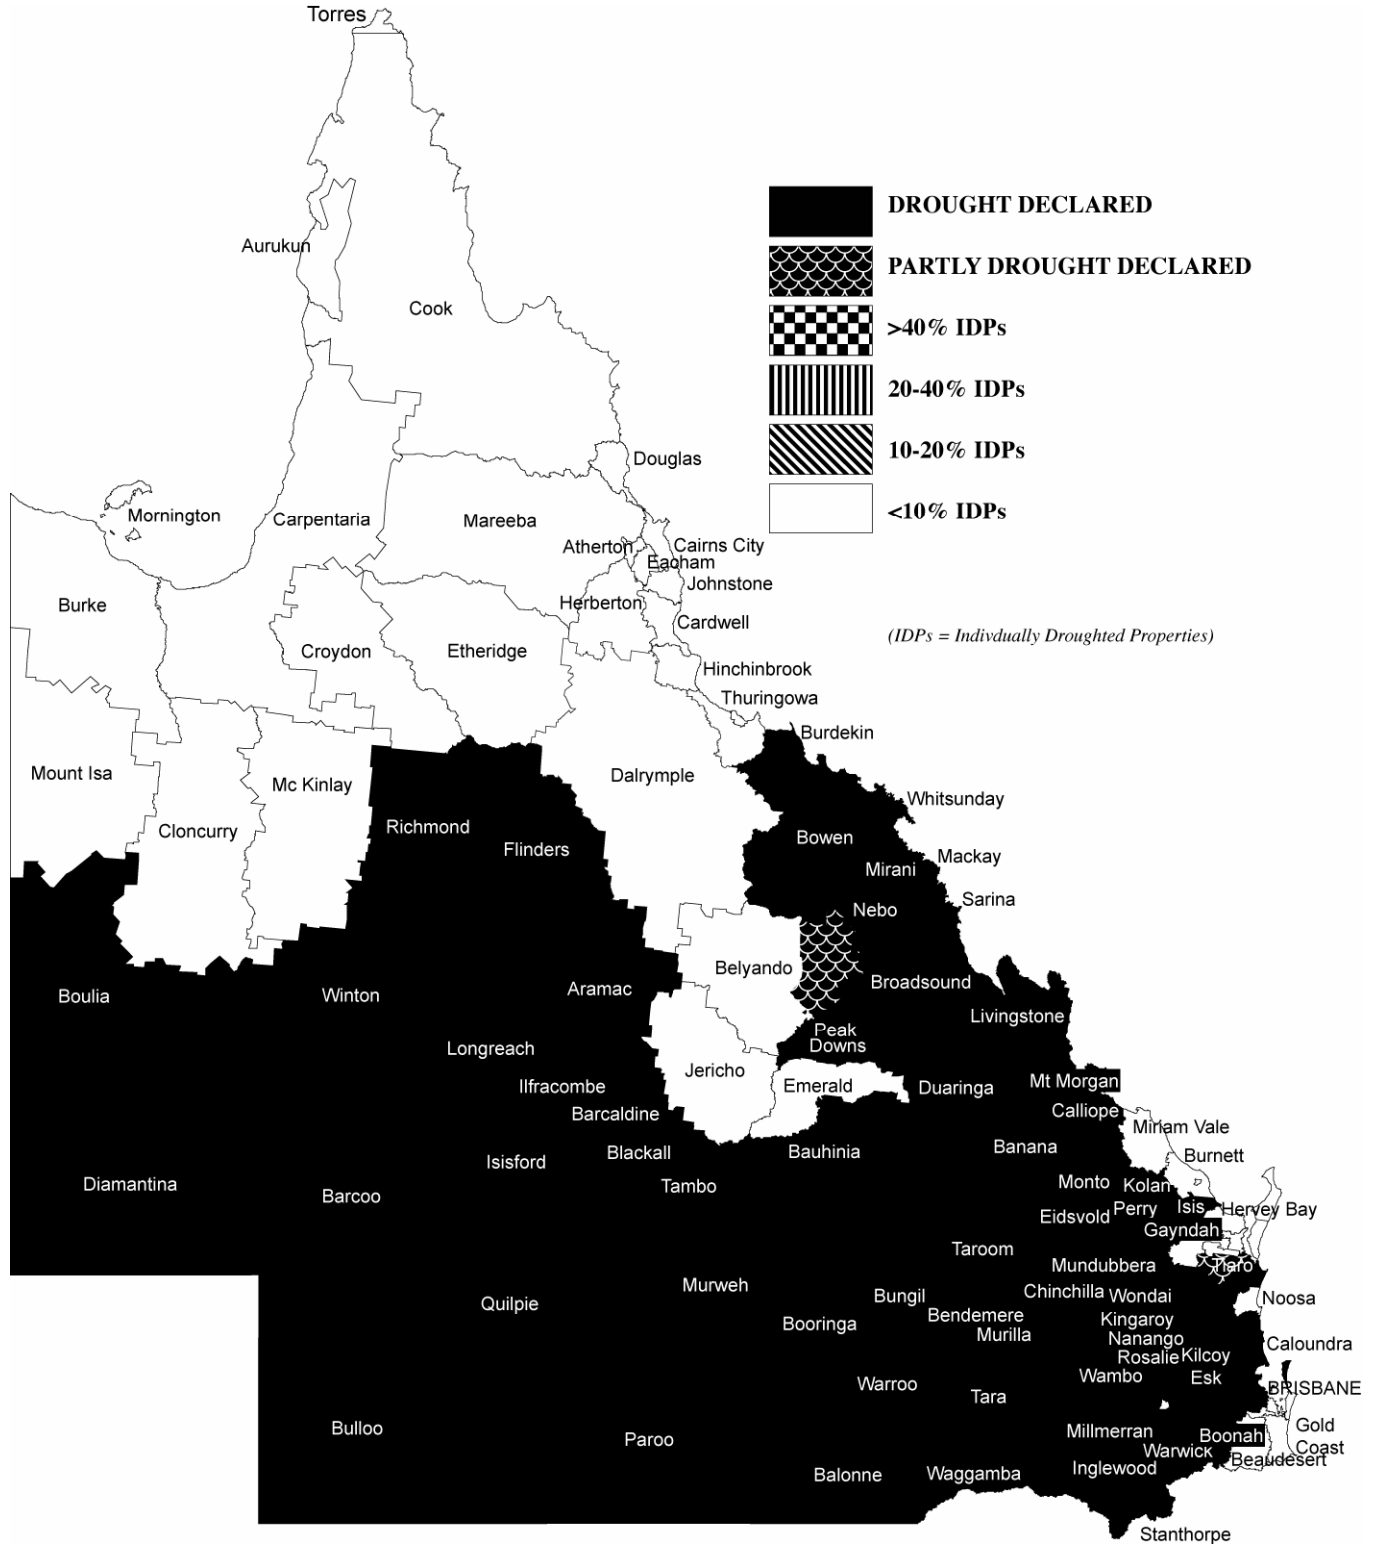 Torres
DROUGHT DECLARED
Aurukun
PARTLY DROUGHT DECLARED
Cook
>40% IDPs
20-40% IDPs
10-20% IDPs
Douglas
<10% IDPs
Mornington
Carpentaria
Mareeba
Atherton
Cairns City
Eacham
Johnstone
Burke
Herberton
Cardwell
(IDPs = Indivdually Droughted Properties)
Croydon
Etheridge
Hinchinbrook
Thuringowa
Burdekin
Mount Isa
Mc Kinlay
Dalrymple
Whitsunday
Cloncurry
Richmond
Flinders
Bowen
Mirani
Mackay
Sarina
Nebo
Belyando
Broadsound
Boulia
Winton
Aramac
Livingstone
Peak
Downs
Longreach
Jericho
Emerald
Duaringa
Mt Morgan
Ilfracombe
Barcaldine
Calliope
Miriam Vale
Blackall
Bauhinia
Banana
Burnett
Isisford
Diamantina
Barcoo
Tambo
Monto
Kolan
Perry
Isis
Hervey Bay
Eidsvold
Gayndah
Taroom
Mundubbera
Tiaro
Murweh
Chinchilla
Wondai
Noosa
Quilpie
Bungil
Bendemere
Booringa
Murilla
Kingaroy
Nanango
Caloundra
Rosalie
Kilcoy
Wambo
Esk
BRISBANE
Warroo
Tara
Bulloo
Paroo
Millmerran
Boonah
Gold
Coast
Warwick
Beaudesert
Balonne
Waggamba
Inglewood
Stanthorpe